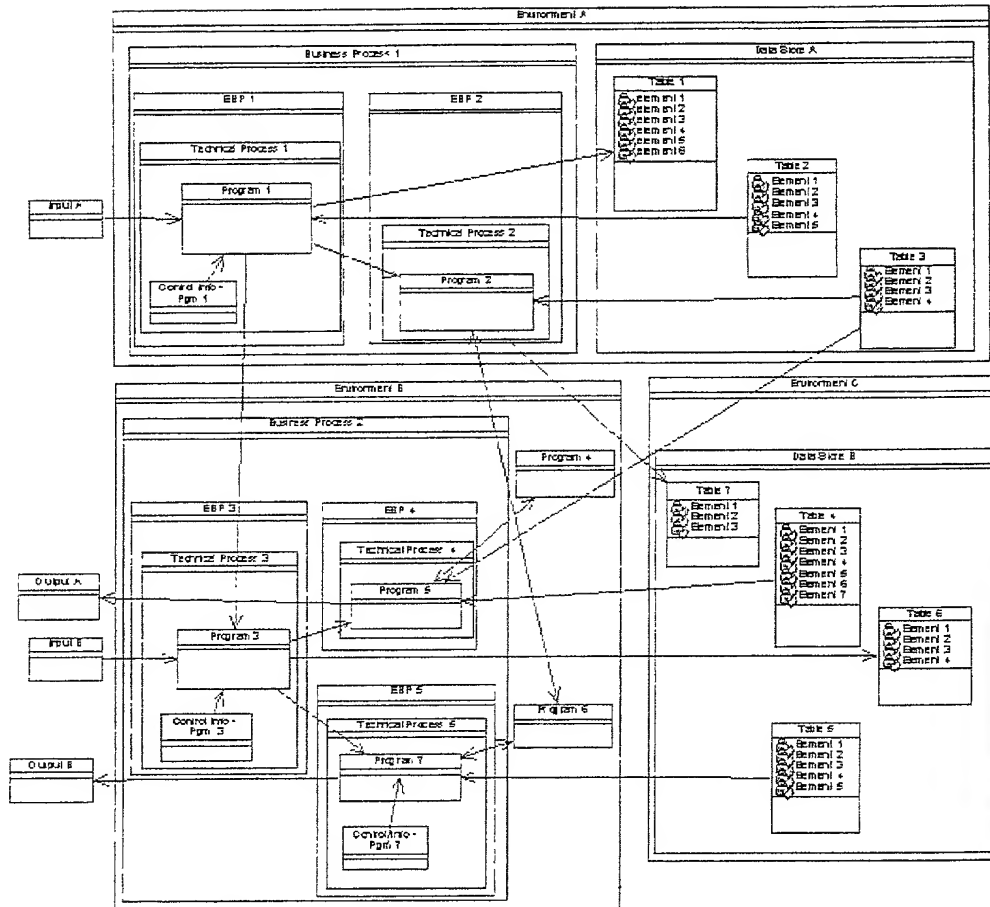 Environment A
Business Process 1
Data Store A
EBP 1
EBP 2
Table 1
element 1
element 2
element 3
element 4
element 5
element 6
Technical Process 1
Program 1
Input A
Table 2
Element 1
Element 2
Element 3
Element 4
Element 5
Technical Process 2
Program 2
Control Info -
Pgm 1
Table 3
Element 1
Element 2
Element 3
Element 4
Environment B
Environment C
Business Process 2
Program 4
Data Store B
EBP 3
EBP 4
Table 7
Element 1
Element 2
Element 3
Table 4
Element 1
Element 2
Element 3
Element 4
Element 5
Element 6
Element 7
Technical Process 3
Technical Process 4
Output A
Program 5
Input B
Program 3
Table 6
Element 1
Element 2
Element 3
Element 4
EBP 5
Control Info -
Pgm 3
Technical Process 5
Program 6
Table 5
Element 1
Element 2
Element 3
Element 4
Element 5
Output B
Program 7
Control Info -
Pgm 7